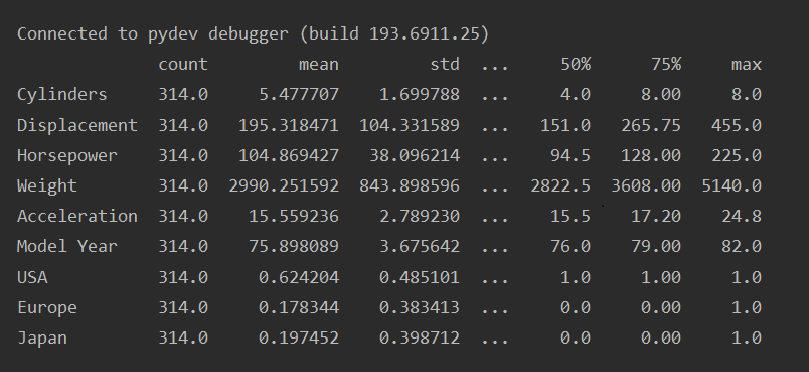 Connected to pydev debugger (build 193.6911.25)
count mean std ... 50% 75% max
Cylinders 314.0 5.477707 1.699788 ... 4.0 8.00 8.0
Displacement 314.0 195.318471 104.331589 ... 151.0 265.75 455.0
Horsepower 314.0 104.869427 38.096214 ... 94.5 128.00 225.0
Weight 314.0 2990.251592 843.898596 ... 2822.5 3608.00 5140.0
Acceleration 314.0 15.559236 2.789230 ... 15.5 17.20 24.8
Model Year 314.0 75.898089 3.675642 ... 76.0 79.00 82.0
USA 314.0 0.624204 0.485101 ... 1.0 1.00 1.0
Europe 314.0 0.178344 0.383413 ... 0.0 0.00 1.0
Japan 314.0 0.197452 0.398712 ... 0.0 0.00 1.0